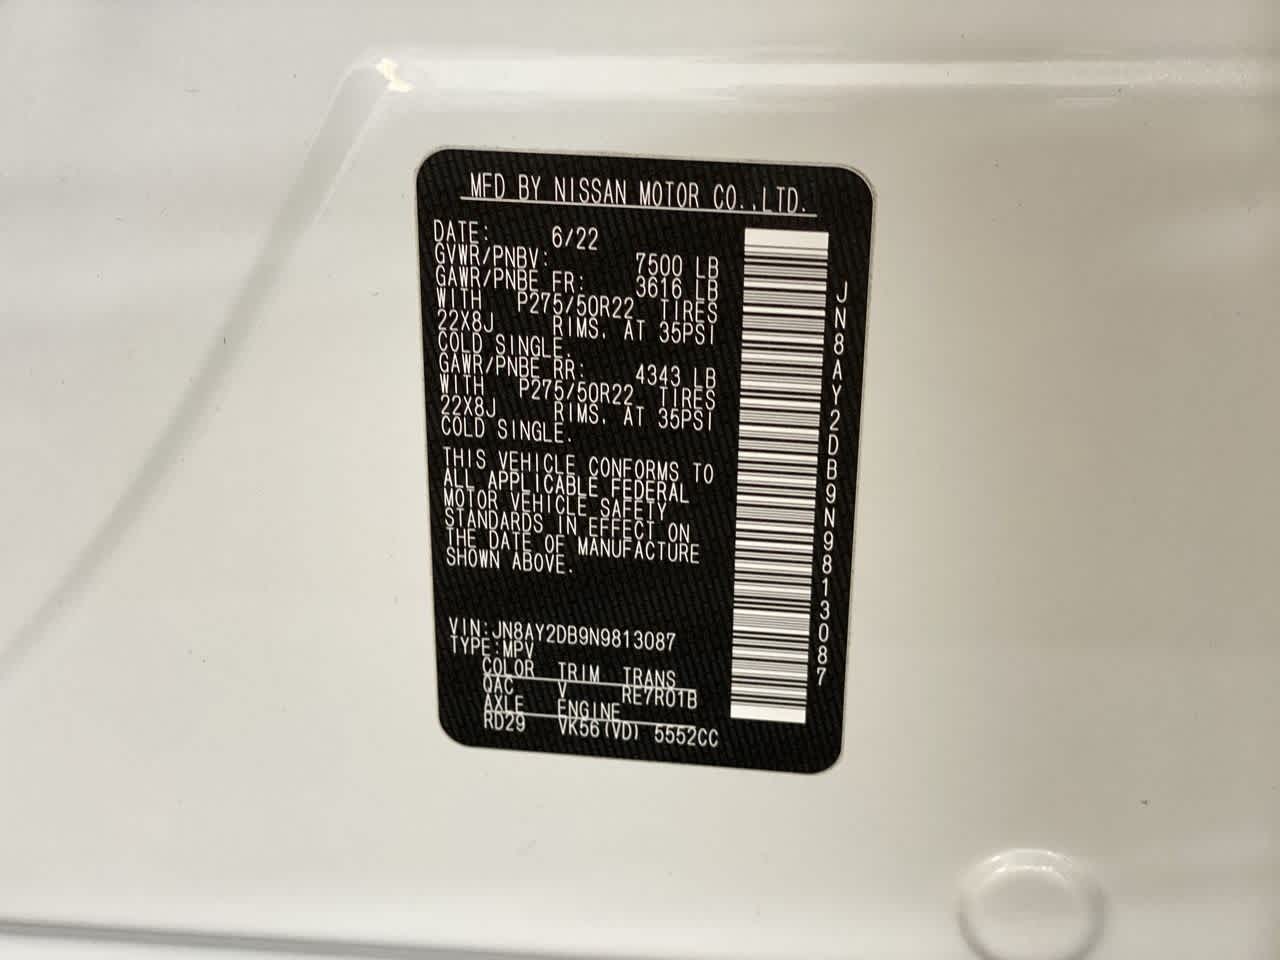 MFD BY NISSAN MOTOR CO.,LTD.
DATE: 6/22
GVWR/PNBV: 7500 LB
GAWR/PNBE FR: 3616 LB
WITH P275/50R22 TIRES
22X8J RIMS, AT 35PSI
COLD SINGLE.
GAWR/PNBE RR: 4343 LB
WITH P275/50R22 TIRES
22X8J RIMS, AT 35PSI
COLD SINGLE.
THIS VEHICLE CONFORMS TO
ALL APPLICABLE FEDERAL
MOTOR VEHICLE SAFETY
STANDARDS IN EFFECT ON
THE DATE OF MANUFACTURE
SHOWN ABOVE.
VIN:JN8AY2DB9N9813087
TYPE:MPV
COLOR TRIM TRANS
QAC V RE7R01B
AXLE ENGINE
RD29 VK56(VD) 5552CC
JN8AY2DB9N9813087